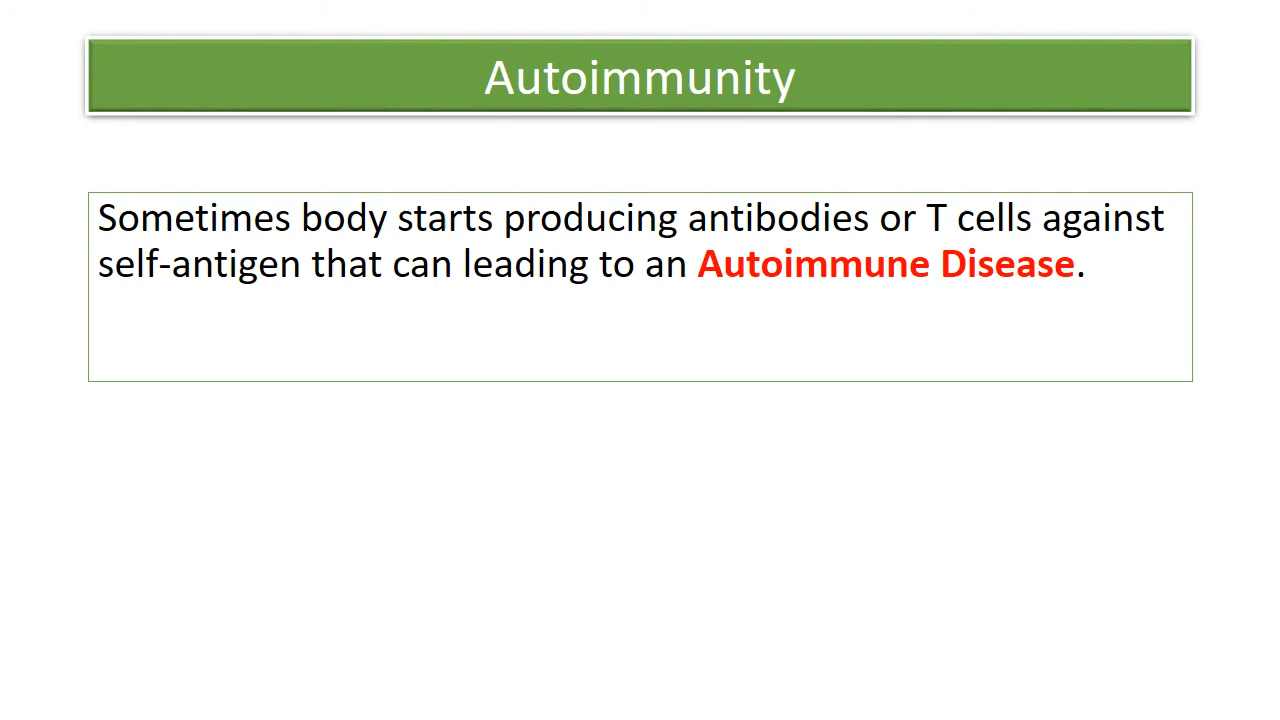 Autoimmunity
Sometimes body starts producing antibodies or T cells against
self-antigen that can leading to an Autoimmune Disease.